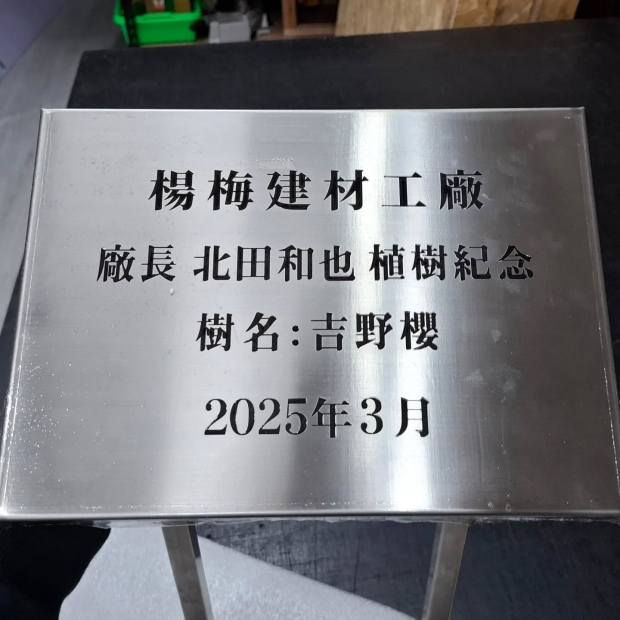 楊梅建材工廠
廠長 北田和也 植樹紀念
樹名:吉野櫻
2025年3月